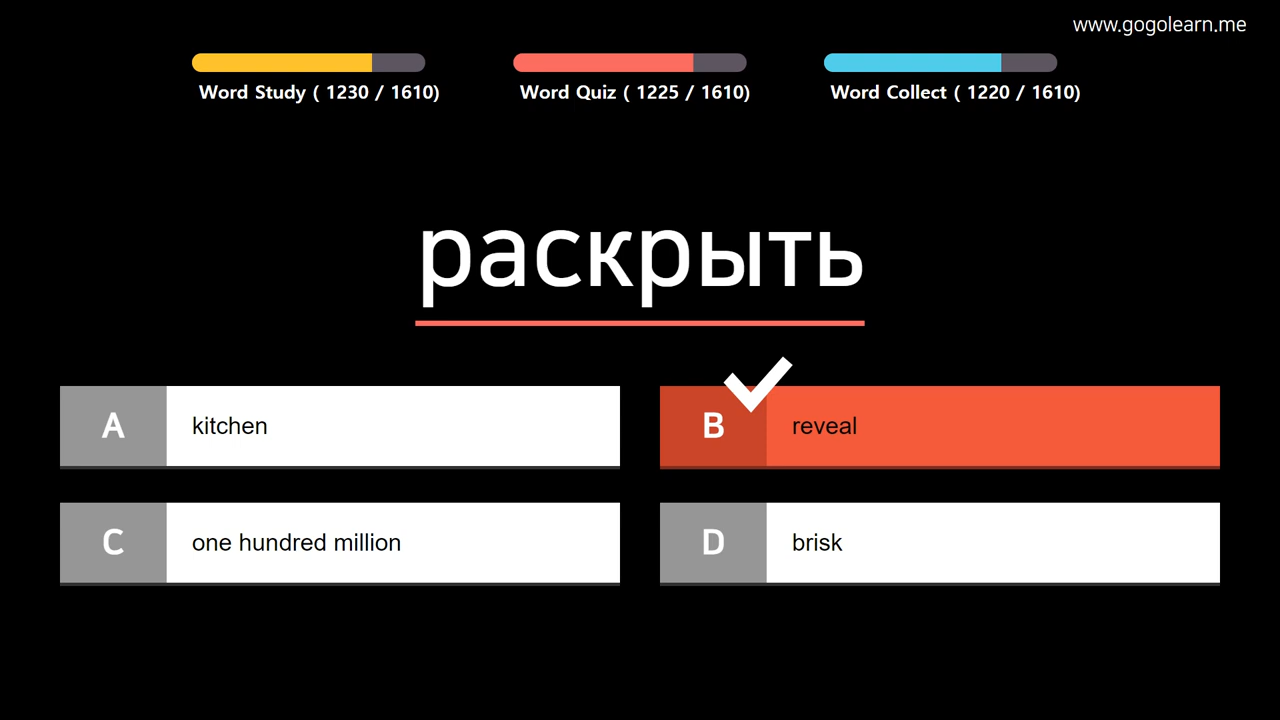 www.gogolearn.me
Word Study ( 1230 / 1610)
Word Quiz ( 1225 / 1610)
Word Collect ( 1220 / 1610)
раскрыть
A
kitchen
B
reveal
C
one hundred million
D
brisk